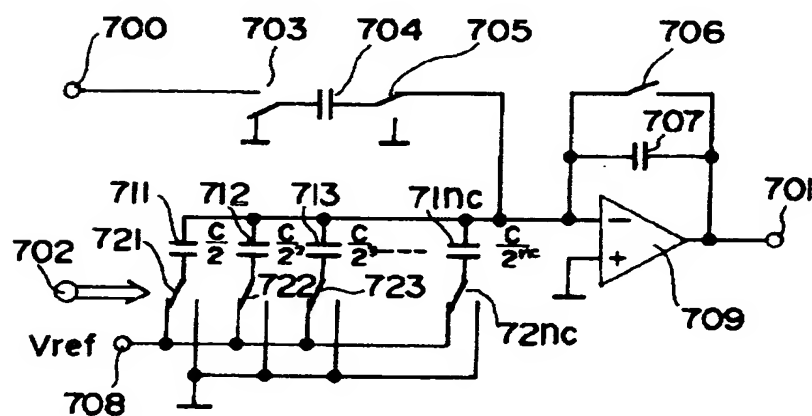 700
703
704
705
706
707
701
711
712
713
71nc
721
C/2
C/2²
C/2³----
C/2ⁿᶜ
- 
+
702
722
723
72nc
709
Vref
708